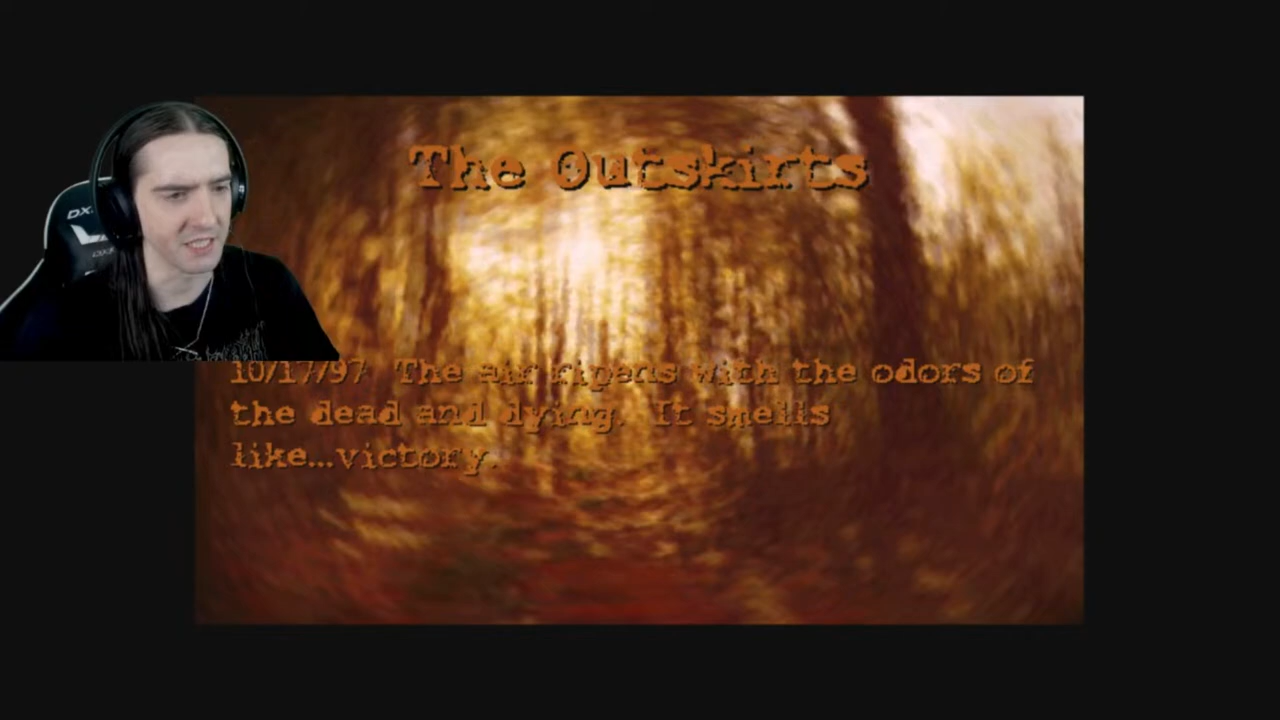 The Outskirts
10/17/97 The air ripens with the odors of
the dead and dying. It smells
like...victory.